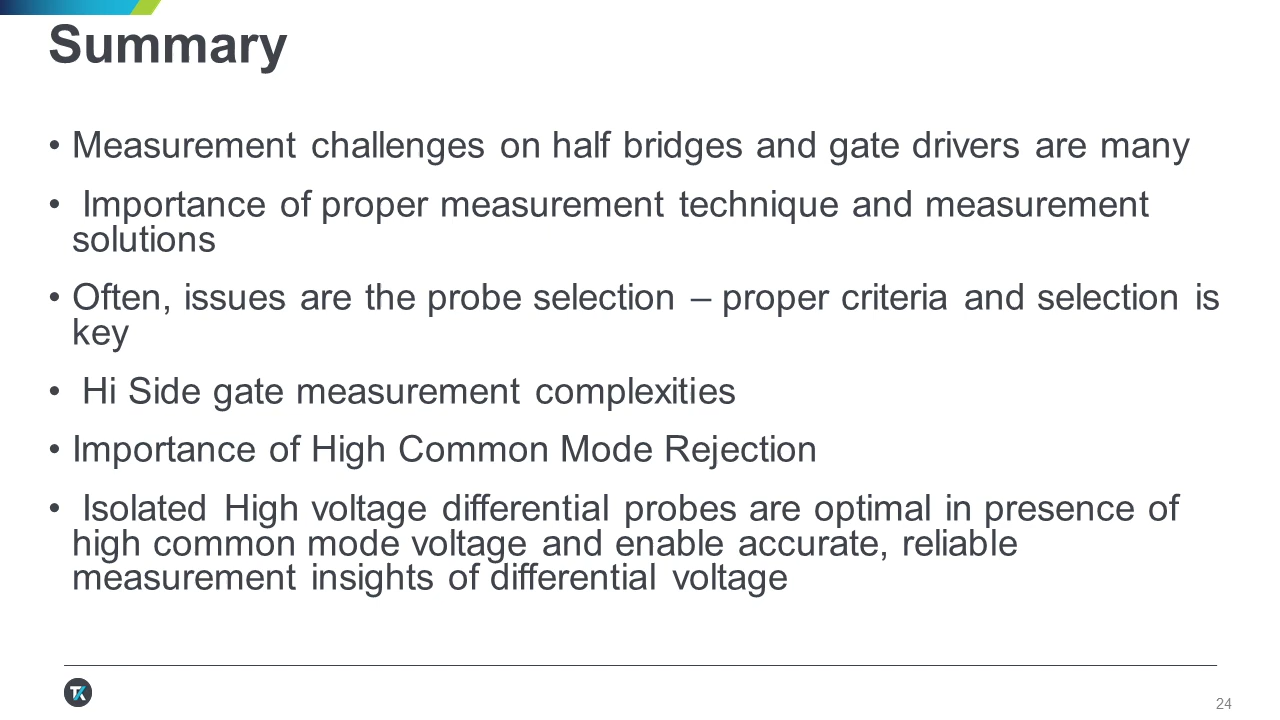 Summary
• Measurement challenges on half bridges and gate drivers are many
• Importance of proper measurement technique and measurement
solutions
• Often, issues are the probe selection – proper criteria and selection is
key
• Hi Side gate measurement complexities
• Importance of High Common Mode Rejection
• Isolated High voltage differential probes are optimal in presence of
high common mode voltage and enable accurate, reliable
measurement insights of differential voltage
TK
24